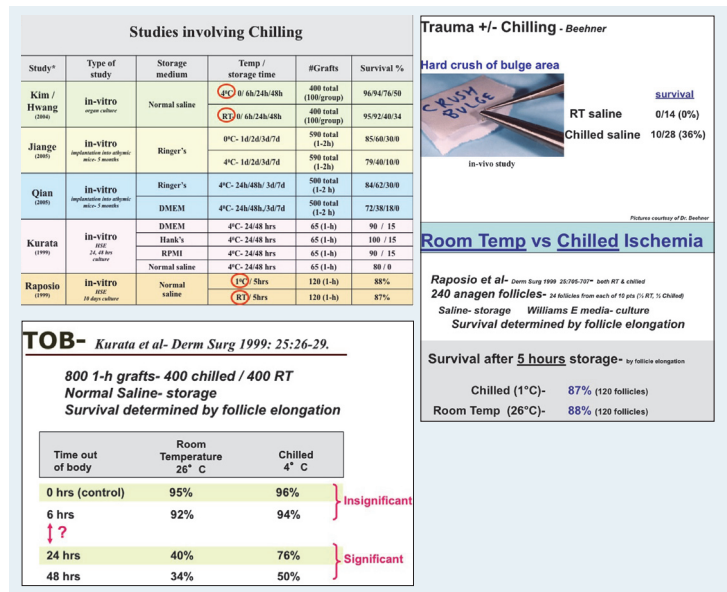 Studies involving Chilling
Study* Type of study Storage medium Temp / storage time #Grafts Survival %
Kim / Hwang (2004) in-vitro organ culture Normal saline 4°C 0/ 6h/24h/48h 400 total (100/group) 96/94/76/50
RT 0/ 6h/24h/48h 400 total (100/group) 95/92/40/34
Jiange (2005) in-vitro implantation into athymic mice- 5 months Ringer's 0°C- 1d/2d/3d/7d 590 total (1-2h) 85/60/30/0
4°C- 1d/2d/3d/7d 590 total (1-2h) 79/40/10/0
Qian (2005) in-vitro implantation into athymic mice- 5 months Ringer's 4°C- 24h/48h/ 3d/7d 500 total (1-2 h) 84/62/30/0
DMEM 4°C- 24h/48h,/3d/7d 500 total (1-2 h) 72/38/18/0
Kurata (1999) in-vitro HSE 24, 48 hrs culture DMEM 4°C- 24/48 hrs 65 (1-h) 90 / 15
Hank's 4°C- 24/48 hrs 65 (1-h) 100 / 15
RPMI 4°C- 24/48 hrs 65 (1-h) 90 / 15
Normal saline 4°C- 24/48 hrs 65 (1-h) 80 / 0
Raposio (1999) in-vitro HSE 10 days culture Normal saline 1°C/ 5hrs 120 (1-h) 88%
RT/ 5hrs 120 (1-h) 87%
TOB- Kurata et al- Derm Surg 1999: 25:26-29.
800 1-h grafts- 400 chilled / 400 RT
Normal Saline- storage
Survival determined by follicle elongation
Time out of body Room Temperature 26° C Chilled 4° C
0 hrs (control) 95% 96%
Insignificant
6 hrs 92% 94%
?
24 hrs 40% 76%
Significant
48 hrs 34% 50%
Trauma +/- Chilling - Beehner
Hard crush of bulge area
CRUSH
BULGE
survival
RT saline 0/14 (0%)
Chilled saline 10/28 (36%)
in-vivo study
Pictures courtesy of Dr. Beehner
Room Temp vs Chilled Ischemia
Raposio et al- Derm Surg 1999 25:705-707- both RT & chilled
240 anagen follicles- 24 follicles from each of 10 pts (½ RT, ½ Chilled)
Saline- storage Williams E media- culture
Survival determined by follicle elongation
Survival after 5 hours storage- by follicle elongation
Chilled (1°C)- 87% (120 follicles)
Room Temp (26°C)- 88% (120 follicles)